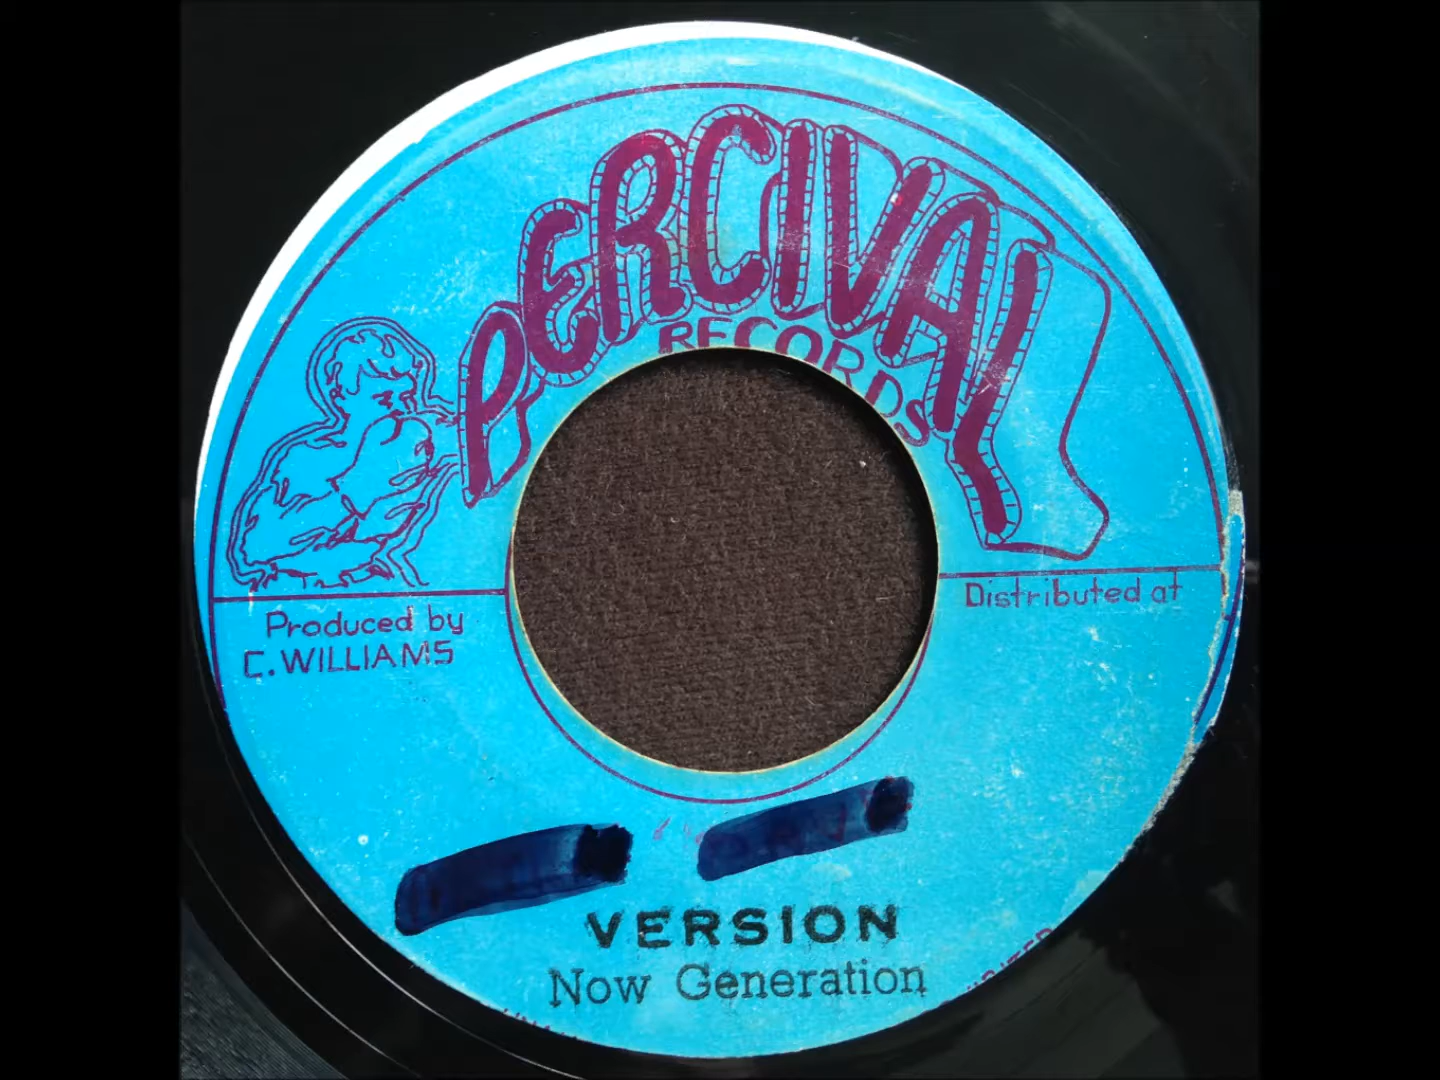 PERCIVAL
RECORDS
Produced by
C. WILLIAMS
Distributed at
VERSION
Now Generation